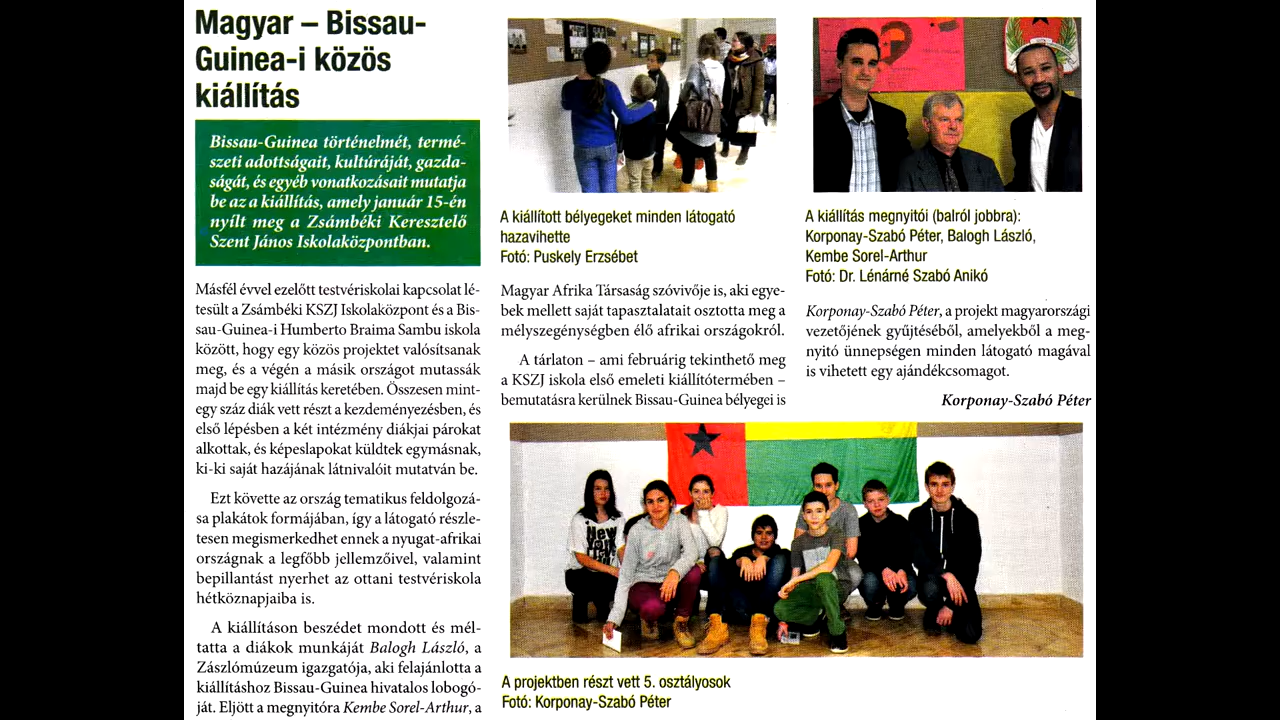 Magyar – Bissau-
Guinea-i közös
kiállítás
Bissau-Guinea történelmét, termé-
szeti adottságait, kultúráját, gazda-
ságát, és egyéb vonatkozásait mutatja
be az a kiállítás, amely január 15-én
nyílt meg a Zsámbéki Keresztelő
Szent János Iskolaközpontban.
Másfél évvel ezelőtt testvériskolai kapcsolat lé-
tesült a Zsámbéki KSZJ Iskolaközpont és a Bis-
sau-Guinea-i Humberto Braima Sambu iskola
között, hogy egy közös projektet valósítsanak
meg, és a végén a másik országot mutassák
majd be egy kiállítás keretében. Összesen mint-
egy száz diák vett részt a kezdeményezésben, és
első lépésben a két intézmény diákjai párokat
alkottak, és képeslapokat küldtek egymásnak,
ki-ki saját hazájának látnivalóit mutatván be.
Ezt követte az ország tematikus feldolgozá-
sa plakátok formájában, így a látogató részle-
tesen megismerkedhet ennek a nyugat-afrikai
országnak a legfőbb jellemzőivel, valamint
bepillantást nyerhet az ottani testvériskola
hétköznapjaiba is.
A kiállításon beszédet mondott és mél-
tatta a diákok munkáját Balogh László, a
Zászlómúzeum igazgatója, aki felajánlotta a
kiállításhoz Bissau-Guinea hivatalos lobogó-
ját. Eljött a megnyitóra Kembe Sorel-Arthur, a
A kiállított bélyegeket minden látogató
hazavihette
Fotó: Puskely Erzsébet
Magyar Afrika Társaság szóvivője is, aki egye-
bek mellett saját tapasztalatait osztotta meg a
mélyszegénységben élő afrikai országokról.
A tárlaton – ami februárig tekinthető meg
a KSZJ iskola első emeleti kiállítótermében –
bemutatásra kerülnek Bissau-Guinea bélyegei is
A kiállítás megnyitói (balról jobbra):
Korponay-Szabó Péter, Balogh László,
Kembe Sorel-Arthur
Fotó: Dr. Lénárné Szabó Anikó
Korponay-Szabó Péter, a projekt magyarországi
vezetőjének gyűjtéséből, amelyekből a meg-
nyitó ünnepségen minden látogató magával
is vihetett egy ajándékcsomagot.
Korponay-Szabó Péter
New
York
A projektben részt vett 5. osztályosok
Fotó: Korponay-Szabó Péter